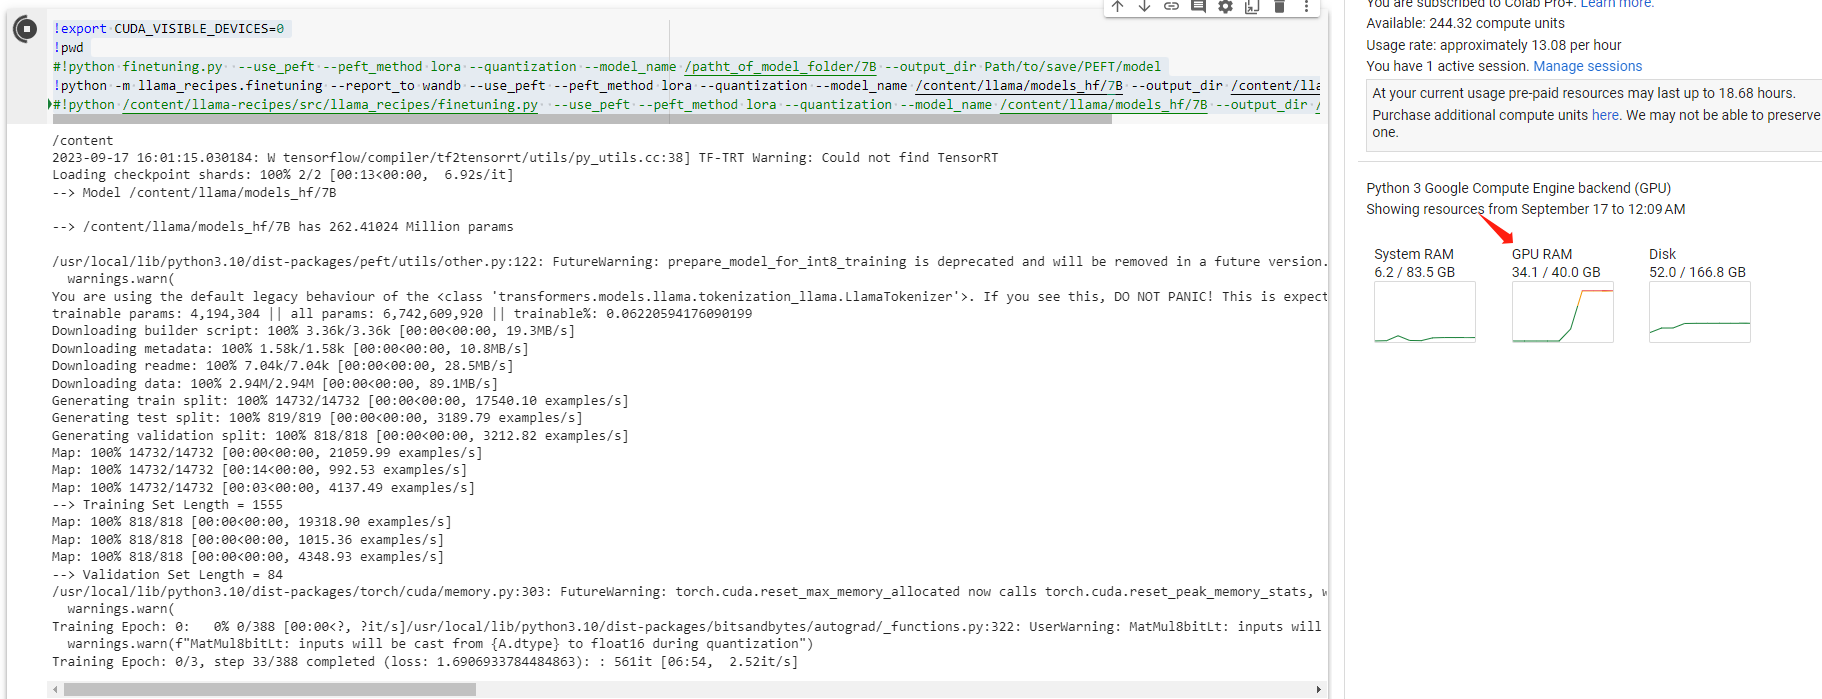 !export CUDA_VISIBLE_DEVICES=0
!pwd
#!python finetuning.py --use_peft --peft_method lora --quantization --model_name /patht_of_model_folder/7B --output_dir Path/to/save/PEFT/model
!python -m llama_recipes.finetuning --report_to wandb --use_peft --peft_method lora --quantization --model_name /content/llama/models_hf/7B --output_dir /content/lla
#!python /content/llama-recipes/src/llama_recipes/finetuning.py --use_peft --peft_method lora --quantization --model_name /content/llama/models_hf/7B --output_dir /
/content
2023-09-17 16:01:15.030184: W tensorflow/compiler/tf2tensorrt/utils/py_utils.cc:38] TF-TRT Warning: Could not find TensorRT
Loading checkpoint shards: 100% 2/2 [00:13<00:00,  6.92s/it]
--> Model /content/llama/models_hf/7B
--> /content/llama/models_hf/7B has 262.41024 Million params
/usr/local/lib/python3.10/dist-packages/peft/utils/other.py:122: FutureWarning: prepare_model_for_int8_training is deprecated and will be removed in a future version.
warnings.warn(
You are using the default legacy behaviour of the <class 'transformers.models.llama.tokenization_llama.LlamaTokenizer'>. If you see this, DO NOT PANIC! This is expect
trainable params: 4,194,304 || all params: 6,742,609,920 || trainable%: 0.06220594176090199
Downloading builder script: 100% 3.36k/3.36k [00:00<00:00, 19.3MB/s]
Downloading metadata: 100% 1.58k/1.58k [00:00<00:00, 10.8MB/s]
Downloading readme: 100% 7.04k/7.04k [00:00<00:00, 28.5MB/s]
Downloading data: 100% 2.94M/2.94M [00:00<00:00, 89.1MB/s]
Generating train split: 100% 14732/14732 [00:00<00:00, 17540.10 examples/s]
Generating test split: 100% 819/819 [00:00<00:00, 3189.79 examples/s]
Generating validation split: 100% 818/818 [00:00<00:00, 3212.82 examples/s]
Map: 100% 14732/14732 [00:00<00:00, 21059.99 examples/s]
Map: 100% 14732/14732 [00:14<00:00, 992.53 examples/s]
Map: 100% 14732/14732 [00:03<00:00, 4137.49 examples/s]
--> Training Set Length = 1555
Map: 100% 818/818 [00:00<00:00, 19318.90 examples/s]
Map: 100% 818/818 [00:00<00:00, 1015.36 examples/s]
Map: 100% 818/818 [00:00<00:00, 4348.93 examples/s]
--> Validation Set Length = 84
/usr/local/lib/python3.10/dist-packages/torch/cuda/memory.py:303: FutureWarning: torch.cuda.reset_max_memory_allocated now calls torch.cuda.reset_peak_memory_stats, w
warnings.warn(
Training Epoch: 0:   0% 0/388 [00:00<?, ?it/s]/usr/local/lib/python3.10/dist-packages/bitsandbytes/autograd/_functions.py:322: UserWarning: MatMul8bitLt: inputs will
warnings.warn(f"MatMul8bitLt: inputs will be cast from {A.dtype} to float16 during quantization")
Training Epoch: 0/3, step 33/388 completed (loss: 1.6906933784484863): : 561it [06:54,  2.52it/s]
You are subscribed to Colab Pro+. Learn more.
Available: 244.32 compute units
Usage rate: approximately 13.08 per hour
You have 1 active session. Manage sessions
At your current usage pre-paid resources may last up to 18.68 hours.
Purchase additional compute units here. We may not be able to preserve
one.
Python 3 Google Compute Engine backend (GPU)
Showing resources from September 17 to 12:09 AM
System RAM
6.2 / 83.5 GB
GPU RAM
34.1 / 40.0 GB
Disk
52.0 / 166.8 GB